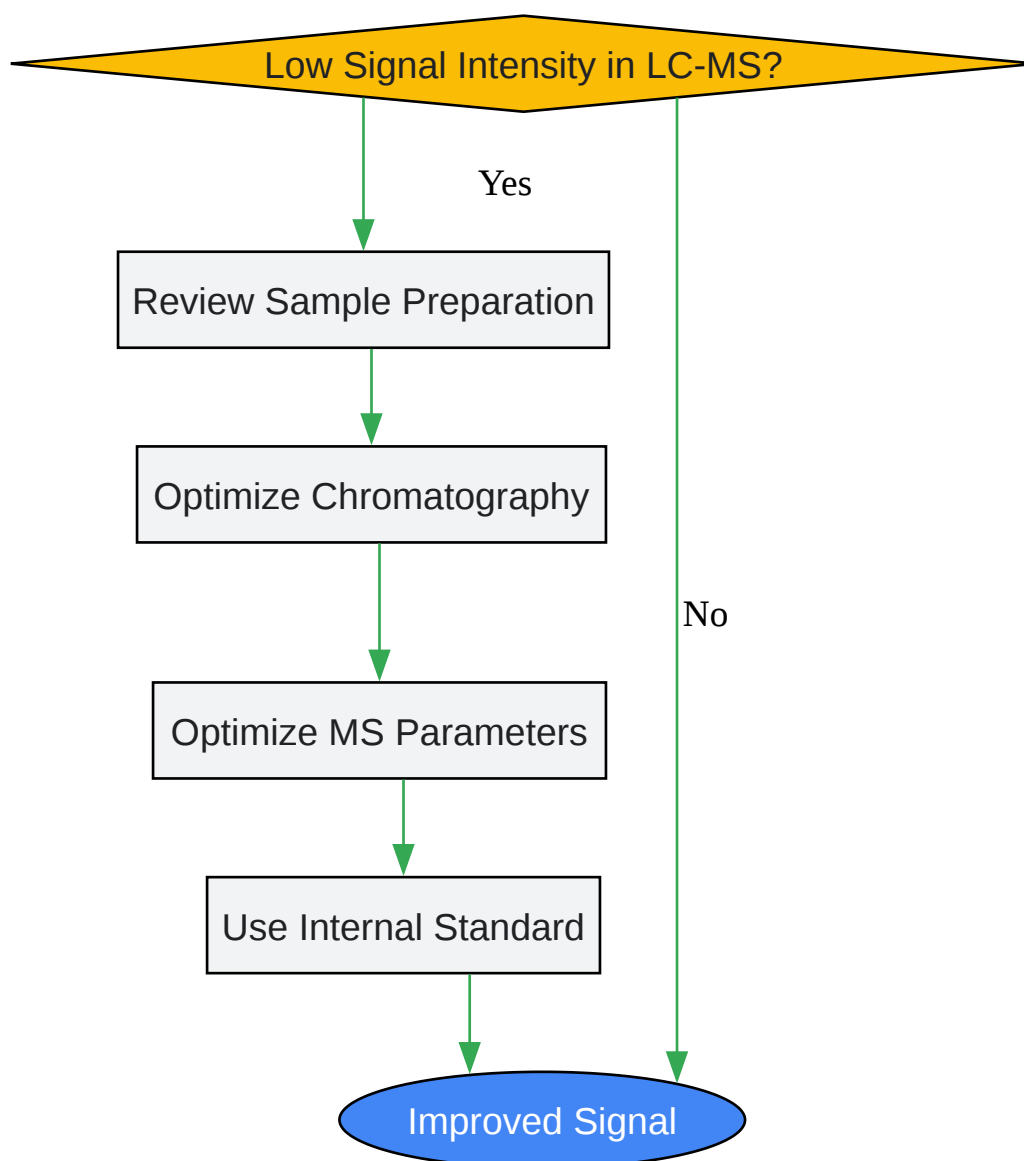 Low Signal Intensity in LC-MS?
Yes
Review Sample Preparation
Optimize Chromatography
No
Optimize MS Parameters
Use Internal Standard
Improved Signal